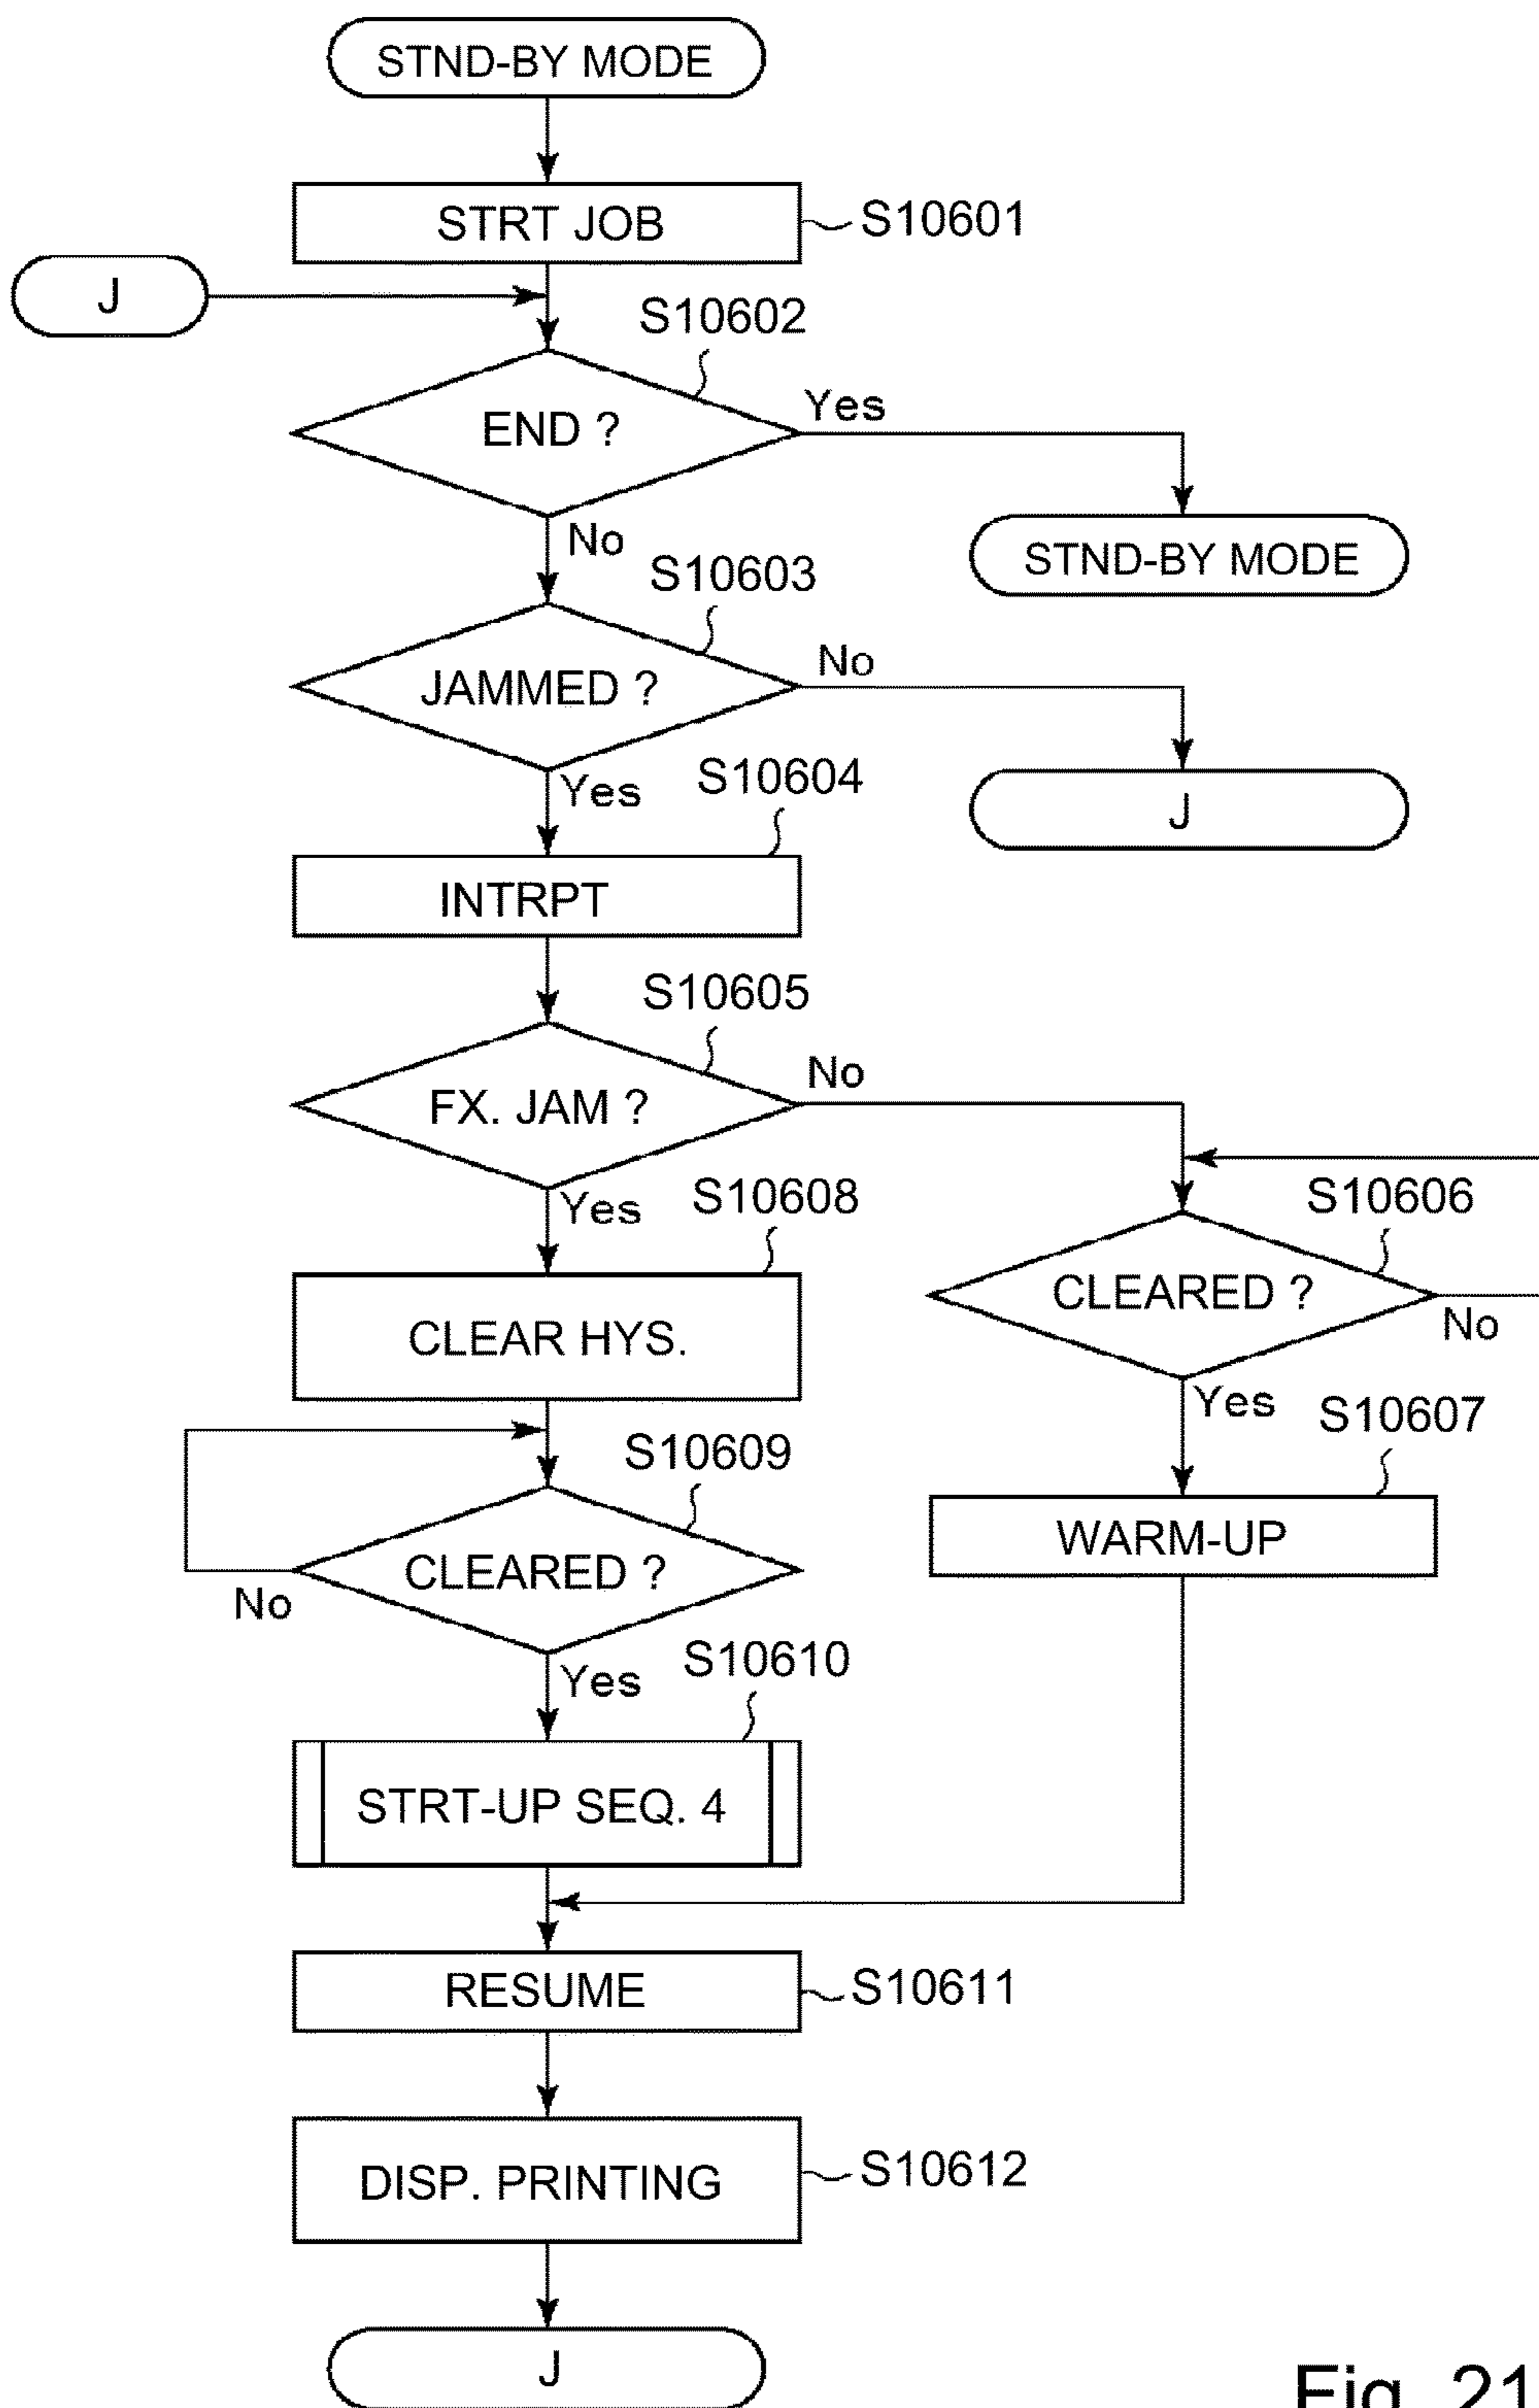 STND-BY MODE
STRT JOB
S10601
J
S10602
END ?
Yes
No
STND-BY MODE
S10603
JAMMED ?
No
Yes
J
S10604
INTRPT
S10605
FX. JAM ?
No
Yes
S10606
CLEARED ?
No
Yes
S10607
WARM-UP
S10608
CLEAR HYS.
S10609
CLEARED ?
No
Yes
S10610
STRT-UP SEQ. 4
RESUME
S10611
DISP. PRINTING
S10612
J
Fig. 21